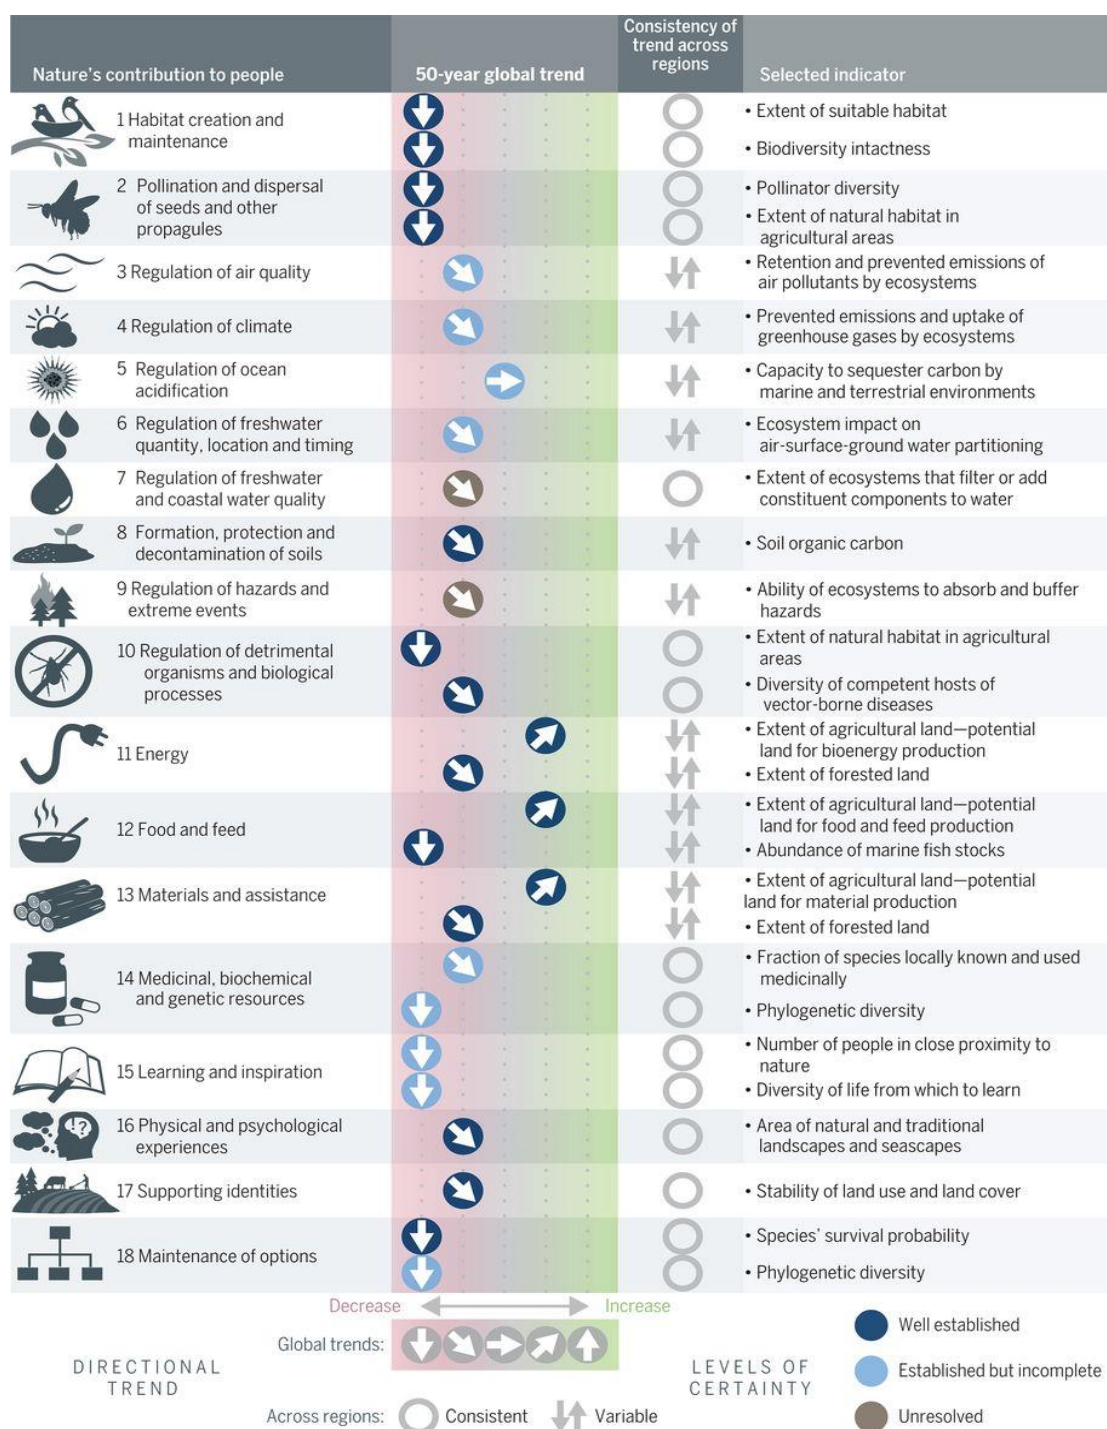 Nature's contribution to people
50-year global trend
Consistency of
trend across
regions
Selected indicator
1 Habitat creation and
maintenance
• Extent of suitable habitat
• Biodiversity intactness
2 Pollination and dispersal
of seeds and other
propagules
• Pollinator diversity
• Extent of natural habitat in
agricultural areas
3 Regulation of air quality
• Retention and prevented emissions of
air pollutants by ecosystems
4 Regulation of climate
• Prevented emissions and uptake of
greenhouse gases by ecosystems
5 Regulation of ocean
acidification
• Capacity to sequester carbon by
marine and terrestrial environments
6 Regulation of freshwater
quantity, location and timing
• Ecosystem impact on
air-surface-ground water partitioning
7 Regulation of freshwater
and coastal water quality
• Extent of ecosystems that filter or add
constituent components to water
8 Formation, protection and
decontamination of soils
• Soil organic carbon
9 Regulation of hazards and
extreme events
• Ability of ecosystems to absorb and buffer
hazards
10 Regulation of detrimental
organisms and biological
processes
• Extent of natural habitat in agricultural
areas
• Diversity of competent hosts of
vector-borne diseases
11 Energy
• Extent of agricultural land—potential
land for bioenergy production
• Extent of forested land
12 Food and feed
• Extent of agricultural land—potential
land for food and feed production
• Abundance of marine fish stocks
13 Materials and assistance
• Extent of agricultural land—potential
land for material production
• Extent of forested land
14 Medicinal, biochemical
and genetic resources
• Fraction of species locally known and used
medicinally
• Phylogenetic diversity
15 Learning and inspiration
• Number of people in close proximity to
nature
• Diversity of life from which to learn
!?
16 Physical and psychological
experiences
• Area of natural and traditional
landscapes and seascapes
17 Supporting identities
• Stability of land use and land cover
18 Maintenance of options
• Species' survival probability
• Phylogenetic diversity
Decrease
Increase
Global trends:
DIRECTIONAL
TREND
Across regions:
Consistent
Variable
LEVELS OF
CERTAINTY
Well established
Established but incomplete
Unresolved